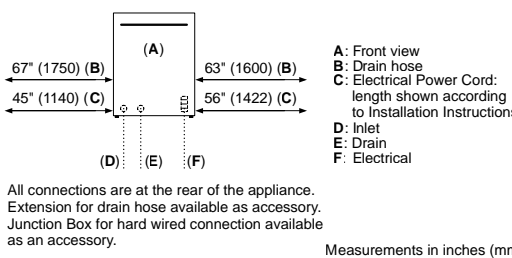 (A)
67" (1750) (B)
63" (1600) (B)
45" (1140) (C)
56" (1422) (C)
(D)
(E)
(F)
A: Front view
B: Drain hose
C: Electrical Power Cord:
length shown according
to Installation Instructions
D: Inlet
E: Drain
F: Electrical
All connections are at the rear of the appliance.
Extension for drain hose available as accessory.
Junction Box for hard wired connection available
as an accessory.
Measurements in inches (mm